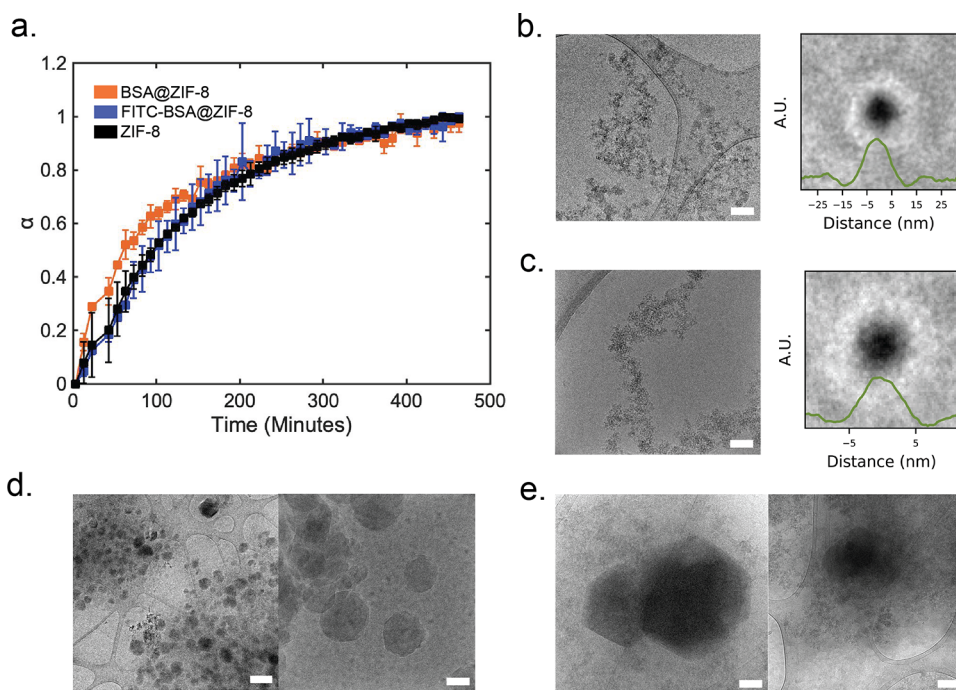 a.
1.2
1
0.8
0.6
0.4
0.2
0
α
BSA@ZIF-8
FITC-BSA@ZIF-8
ZIF-8
0
100
200
300
400
500
Time (Minutes)
b.
A.U.
−25
−15
−5
5
15
25
Distance (nm)
c.
A.U.
−5
5
Distance (nm)
d.
e.